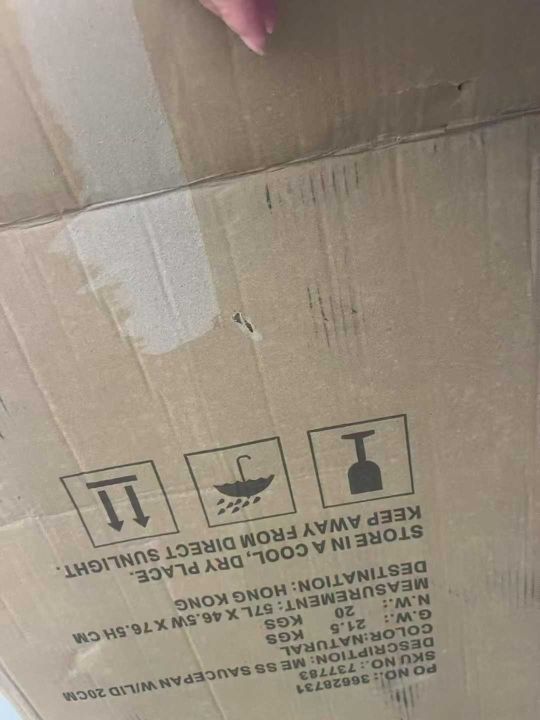 PO NO.: 36628731
SKU NO.: 737783
DESCRIPTION: ME SS SAUCEPAN W/LID 20CM
COLOR:NATURAL
G.W.: 21.5 KGS
N.W.: 20 KGS
MEASUREMENT: 57L X 46.5W X 76.5H CM
DESTINATION: HONG KONG
STORE IN A COOL, DRY PLACE.
KEEP AWAY FROM DIRECT SUNLIGHT.